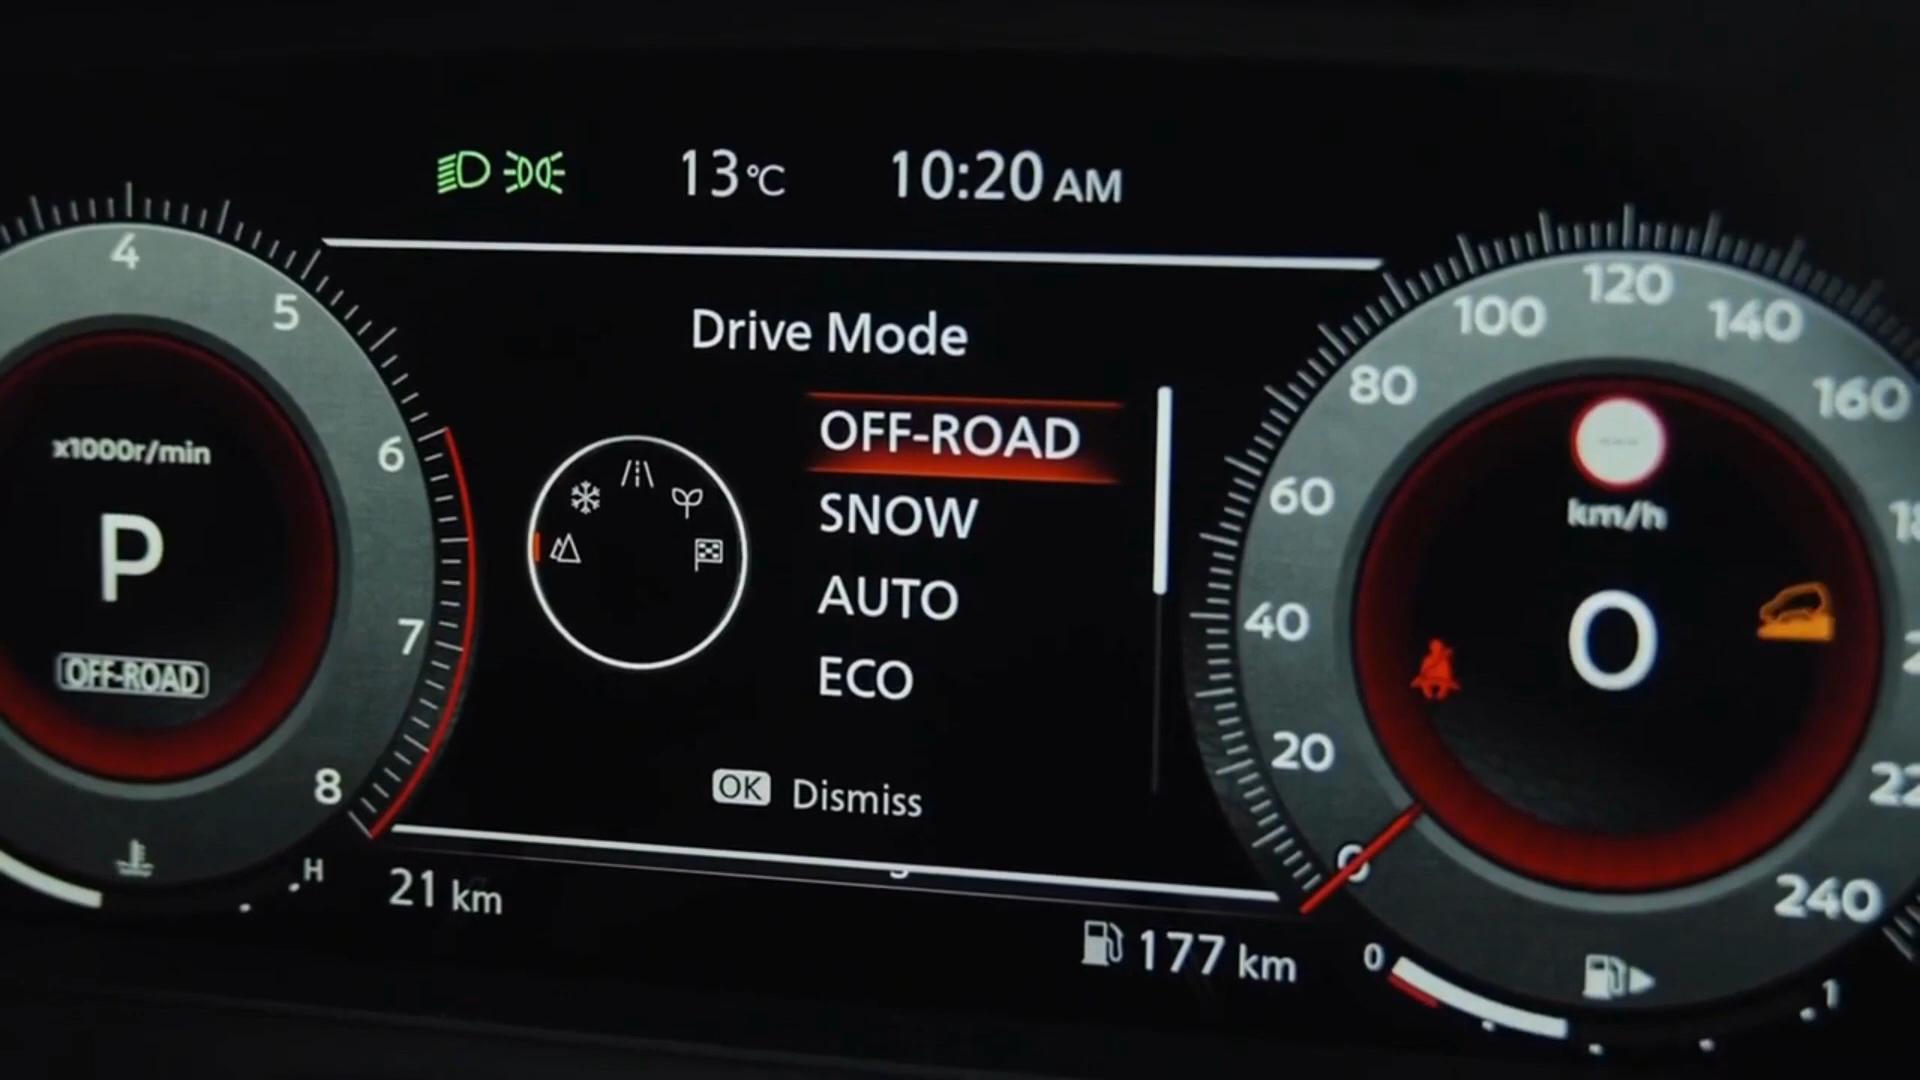 13°C 10:20 AM
Drive Mode
OFF-ROAD
SNOW
AUTO
ECO
OK Dismiss
21 km
177 km
4
5
6
7
8
x1000r/min
P
OFF-ROAD
H
0
20
40
60
80
100
120
140
160
240
km/h
0
0
1